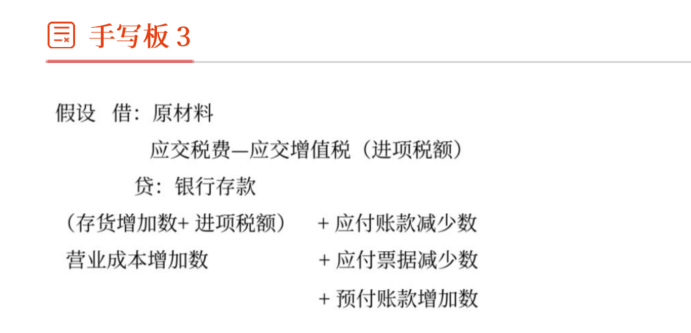 手写板 3
假设 借：原材料
应交税费—应交增值税（进项税额）
贷：银行存款
（存货增加数+ 进项税额） + 应付账款减少数
营业成本增加数 + 应付票据减少数
+ 预付账款增加数